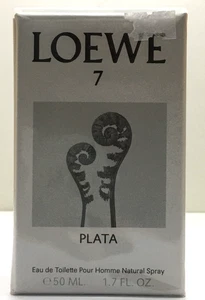 LOEWE
7
PLATA
Eau de Toilette Pour Homme Natural Spray
℮50 ML 1.7 FL. OZ.